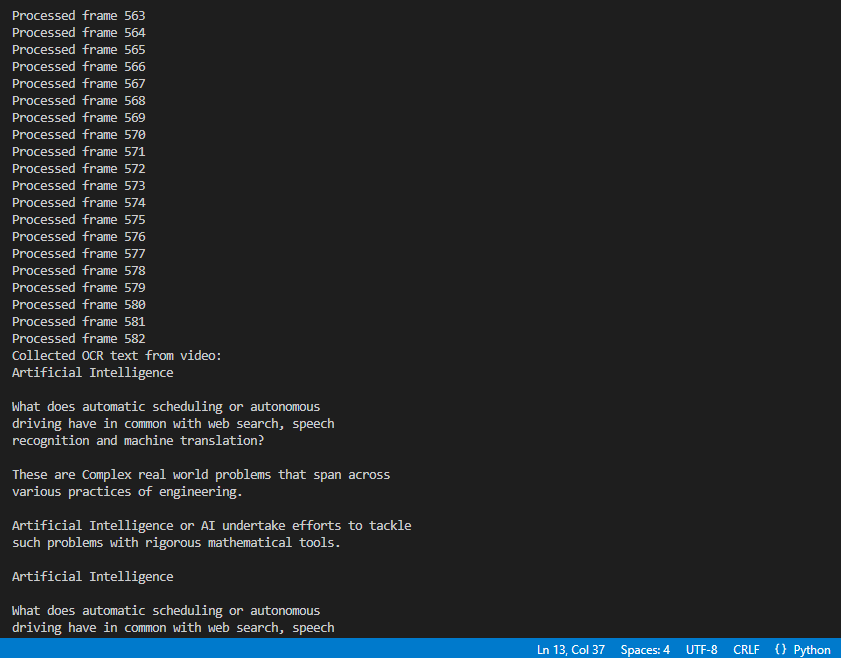 Processed frame 563
Processed frame 564
Processed frame 565
Processed frame 566
Processed frame 567
Processed frame 568
Processed frame 569
Processed frame 570
Processed frame 571
Processed frame 572
Processed frame 573
Processed frame 574
Processed frame 575
Processed frame 576
Processed frame 577
Processed frame 578
Processed frame 579
Processed frame 580
Processed frame 581
Processed frame 582
Collected OCR text from video:
Artificial Intelligence
What does automatic scheduling or autonomous
driving have in common with web search, speech
recognition and machine translation?
These are Complex real world problems that span across
various practices of engineering.
Artificial Intelligence or AI undertake efforts to tackle
such problems with rigorous mathematical tools.
Artificial Intelligence
What does automatic scheduling or autonomous
driving have in common with web search, speech
Ln 13, Col 37 Spaces: 4 UTF-8 CRLF {} Python